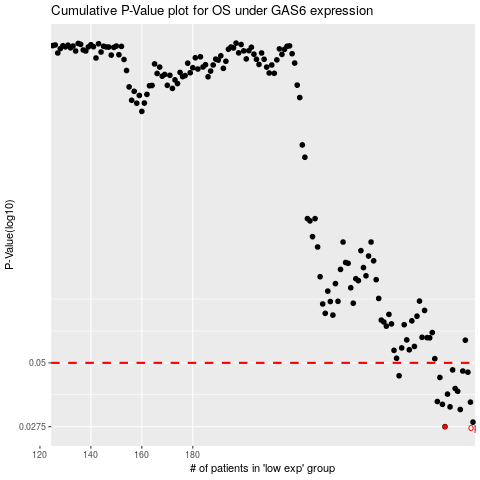 Cumulative P-Value plot for OS under GAS6 expression
P-Value(log10)
0.05
0.0275
120
140
160
180
# of patients in 'low exp' group